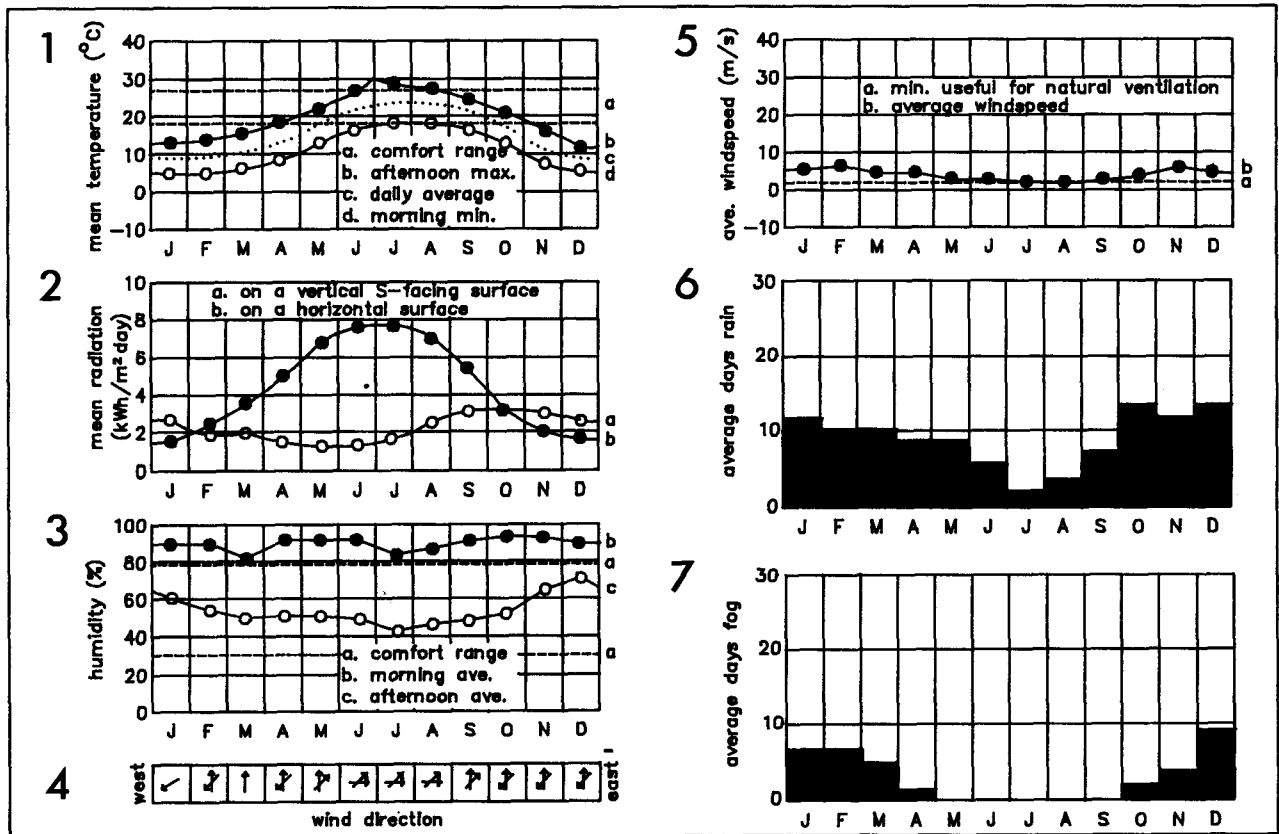 1
mean temperature (°C)
40
30
20
10
0
−10
a. comfort range
b. afternoon max.
c. daily average
d. morning min.
a
b
c
d
J F M A M J J A S O N D
2
mean radiation
(kWh/m² day)
10
8
6
4
2
0
a. on a vertical S-facing surface
b. on a horizontal surface
a
b
J F M A M J J A S O N D
3
humidity (%)
100
80
60
40
20
0
a. comfort range
b. morning ave.
c. afternoon ave.
b
a
c
a
J F M A M J J A S O N D
4
west
east
wind direction
5
ave. windspeed (m/s)
40
30
20
10
0
−10
a. min. useful for natural ventilation
b. average windspeed
b
a
J F M A M J J A S O N D
6
average days rain
30
20
10
0
J F M A M J J A S O N D
7
average days fog
30
20
10
0
J F M A M J J A S O N D